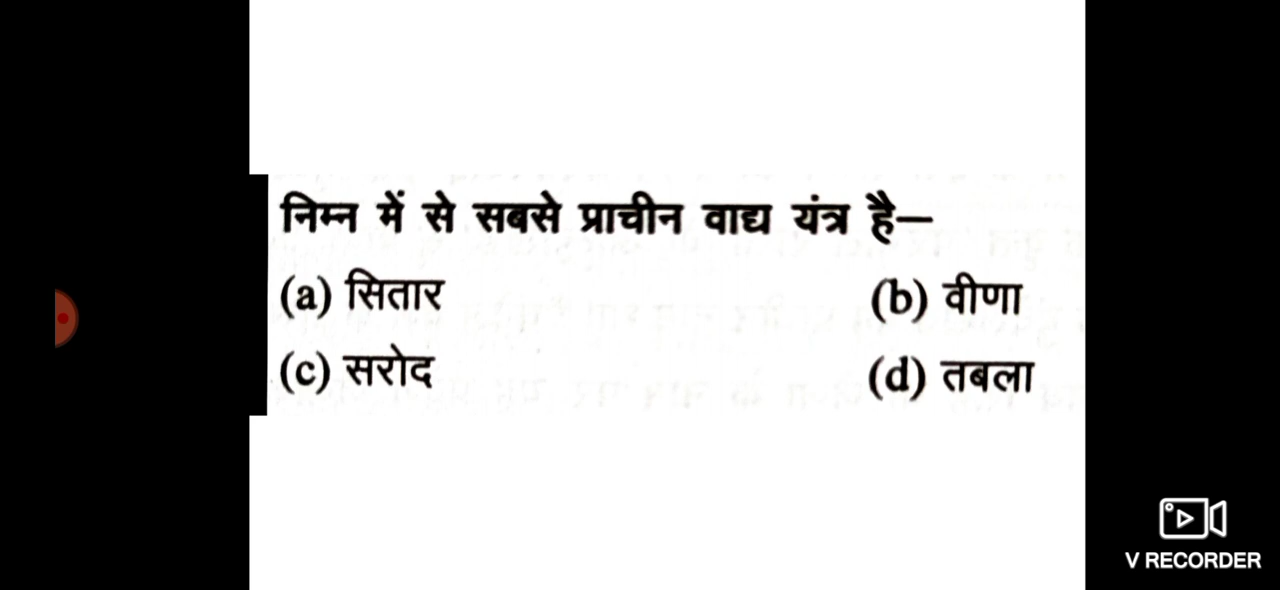 निम्न में से सबसे प्राचीन वाद्य यंत्र है—
(a) सितार (b) वीणा
(c) सरोद (d) तबला
V RECORDER